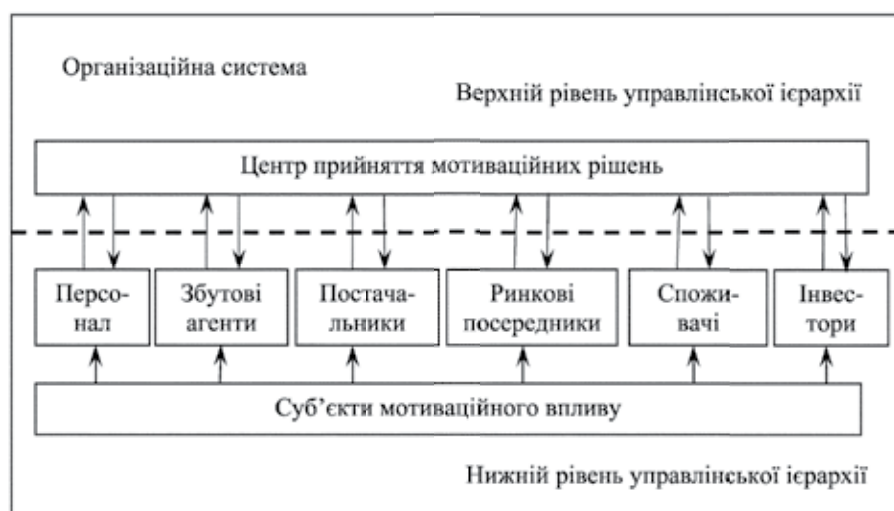 Організаційна система
Верхній рівень управлінської ієрархії
Центр прийняття мотиваційних рішень
Персо-
нал
Збутові
агенти
Постача-
льники
Ринкові
посередники
Спожи-
вачі
Інвес-
тори
Суб’єкти мотиваційного впливу
Нижній рівень управлінської ієрархії